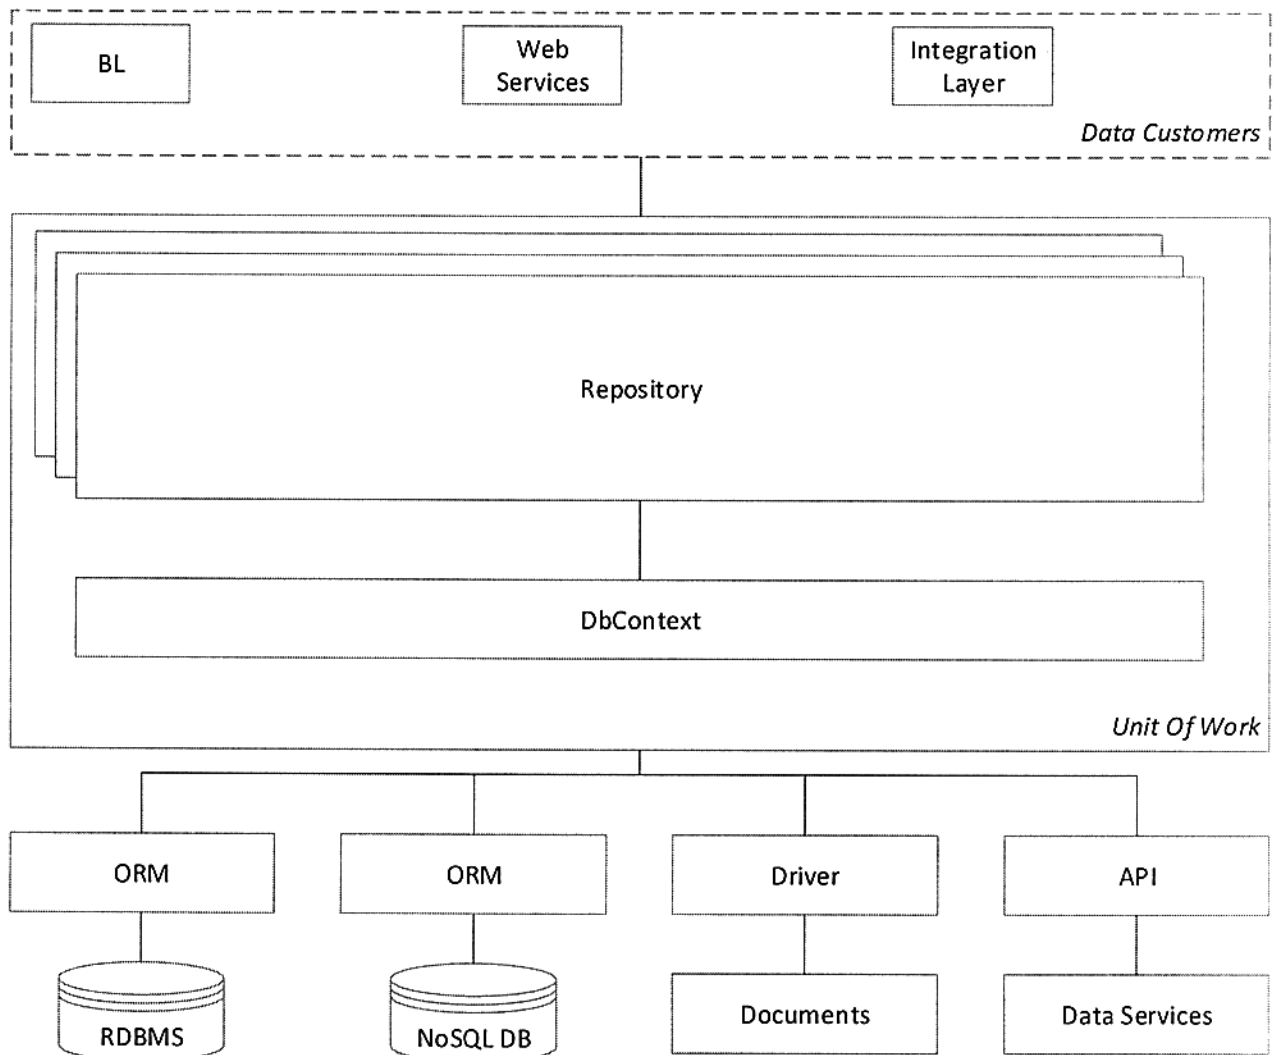 BL
Web
Services
Integration
Layer
Data Customers
Repository
DbContext
Unit Of Work
ORM
ORM
Driver
API
RDBMS
NoSQL DB
Documents
Data Services